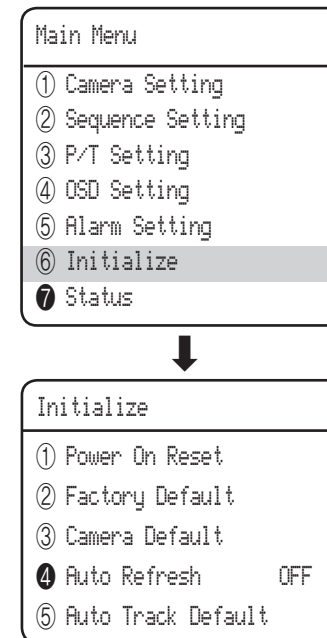 Main Menu
① Camera Setting
② Sequence Setting
③ P/T Setting
④ OSD Setting
⑤ Alarm Setting
⑥ Initialize
❼ Status
Initialize
① Power On Reset
② Factory Default
③ Camera Default
❹ Auto Refresh OFF
⑤ Auto Track Default